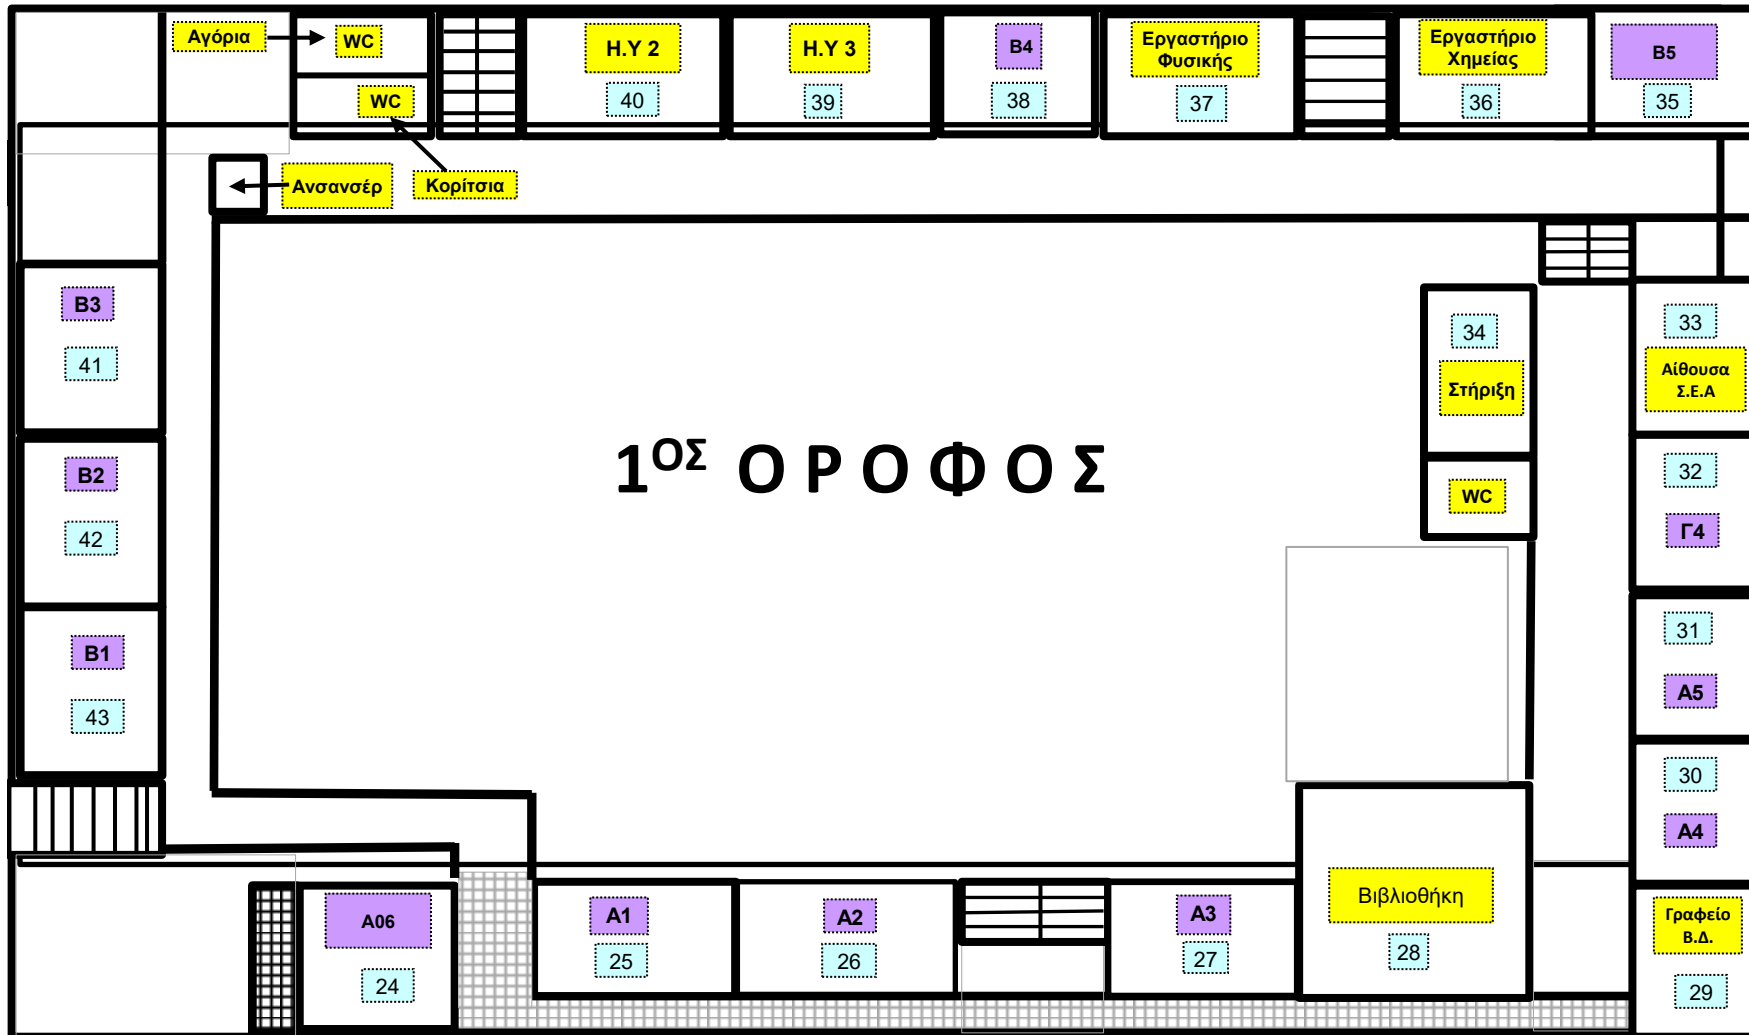 Αγόρια
WC
WC
Η.Υ 2
40
Η.Υ 3
39
Β4
38
Εργαστήριο
Φυσικής
37
Εργαστήριο
Χημείας
36
Β5
35
Ανσανσέρ
Κορίτσια
Β3
41
Β2
42
Β1
43
1ΟΣ Ο Ρ Ο Φ Ο Σ
34
Στήριξη
WC
33
Αίθουσα
Σ.Ε.Α
32
Γ4
31
Α5
30
Α4
Γραφείο
Β.Δ.
29
Α06
24
Α1
25
Α2
26
Α3
27
Βιβλιοθήκη
28